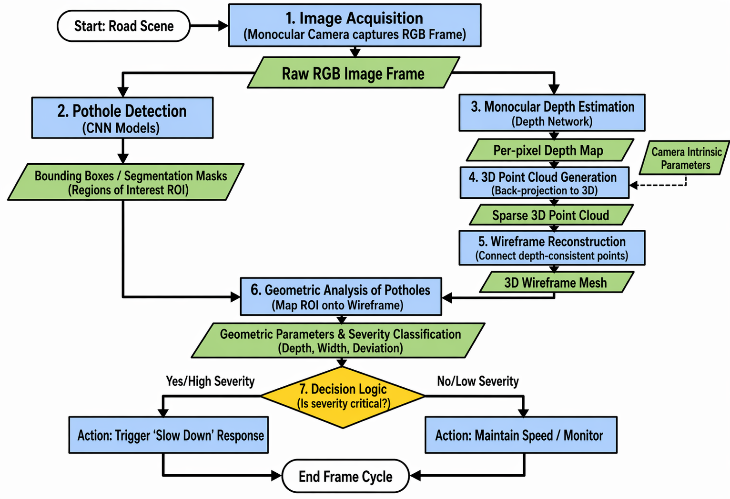 Start: Road Scene
1. Image Acquisition
(Monocular Camera captures RGB Frame)
Raw RGB Image Frame
2. Pothole Detection
(CNN Models)
Bounding Boxes / Segmentation Masks
(Regions of Interest ROI)
3. Monocular Depth Estimation
(Depth Network)
Per-pixel Depth Map
Camera Intrinsic
Parameters
4. 3D Point Cloud Generation
(Back-projection to 3D)
Sparse 3D Point Cloud
5. Wireframe Reconstruction
(Connect depth-consistent points)
3D Wireframe Mesh
6. Geometric Analysis of Potholes
(Map ROI onto Wireframe)
Geometric Parameters & Severity Classification
(Depth, Width, Deviation)
Yes/High Severity
7. Decision Logic
(Is severity critical?)
No/Low Severity
Action: Trigger 'Slow Down' Response
Action: Maintain Speed / Monitor
End Frame Cycle